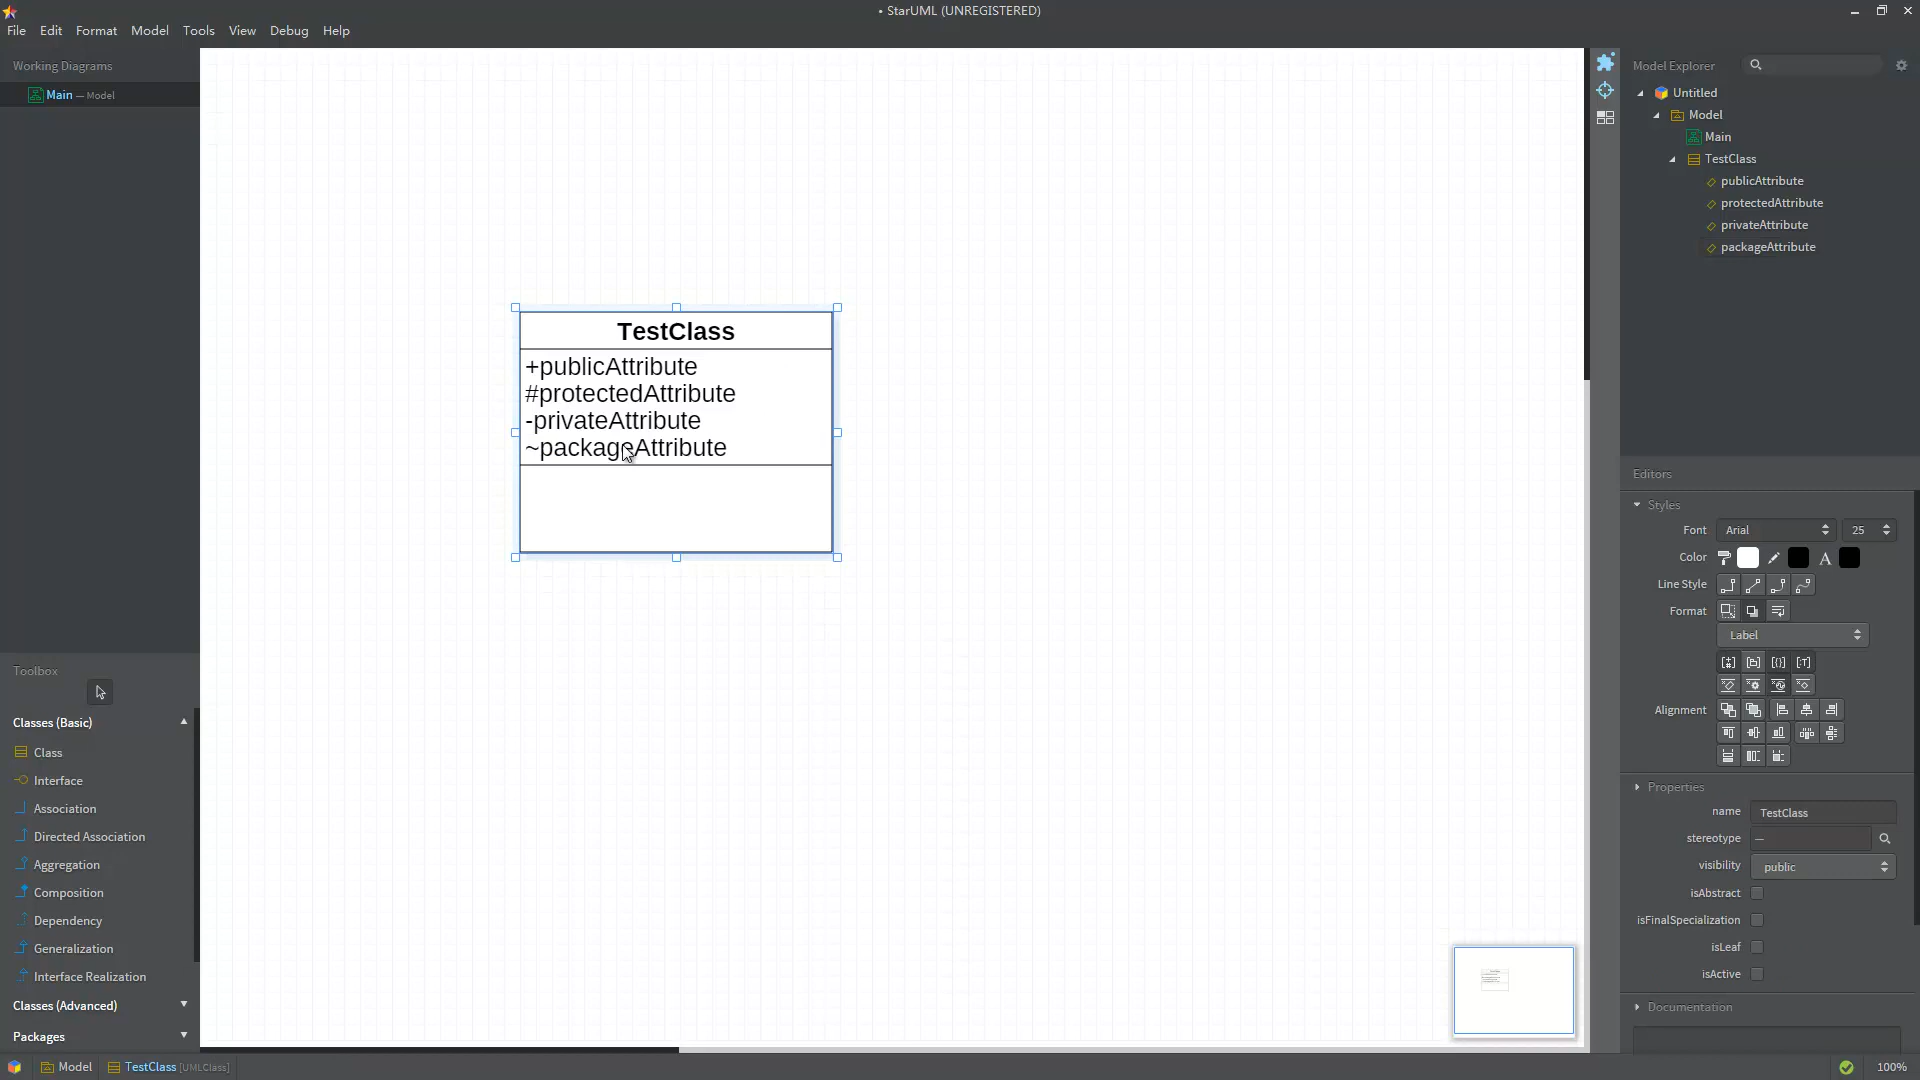 • StarUML (UNREGISTERED)
File Edit Format Model Tools View Debug Help
Working Diagrams
Main — Model
Toolbox
Classes (Basic)
Class
Interface
Association
Directed Association
Aggregation
Composition
Dependency
Generalization
Interface Realization
Classes (Advanced)
Packages
TestClass
+publicAttribute
#protectedAttribute
-privateAttribute
~packageAttribute
Model Explorer
Untitled
Model
Main
TestClass
publicAttribute
protectedAttribute
privateAttribute
packageAttribute
Editors
Styles
Font Arial 25
Color A
Line Style
Format
Label
Alignment
Properties
name TestClass
stereotype —
visibility public
isAbstract
isFinalSpecialization
isLeaf
isActive
Documentation
Model TestClass [UMLClass] 100%